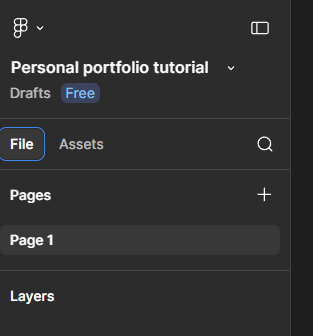 Personal portfolio tutorial
Drafts Free
File Assets
Pages
Page 1
Layers